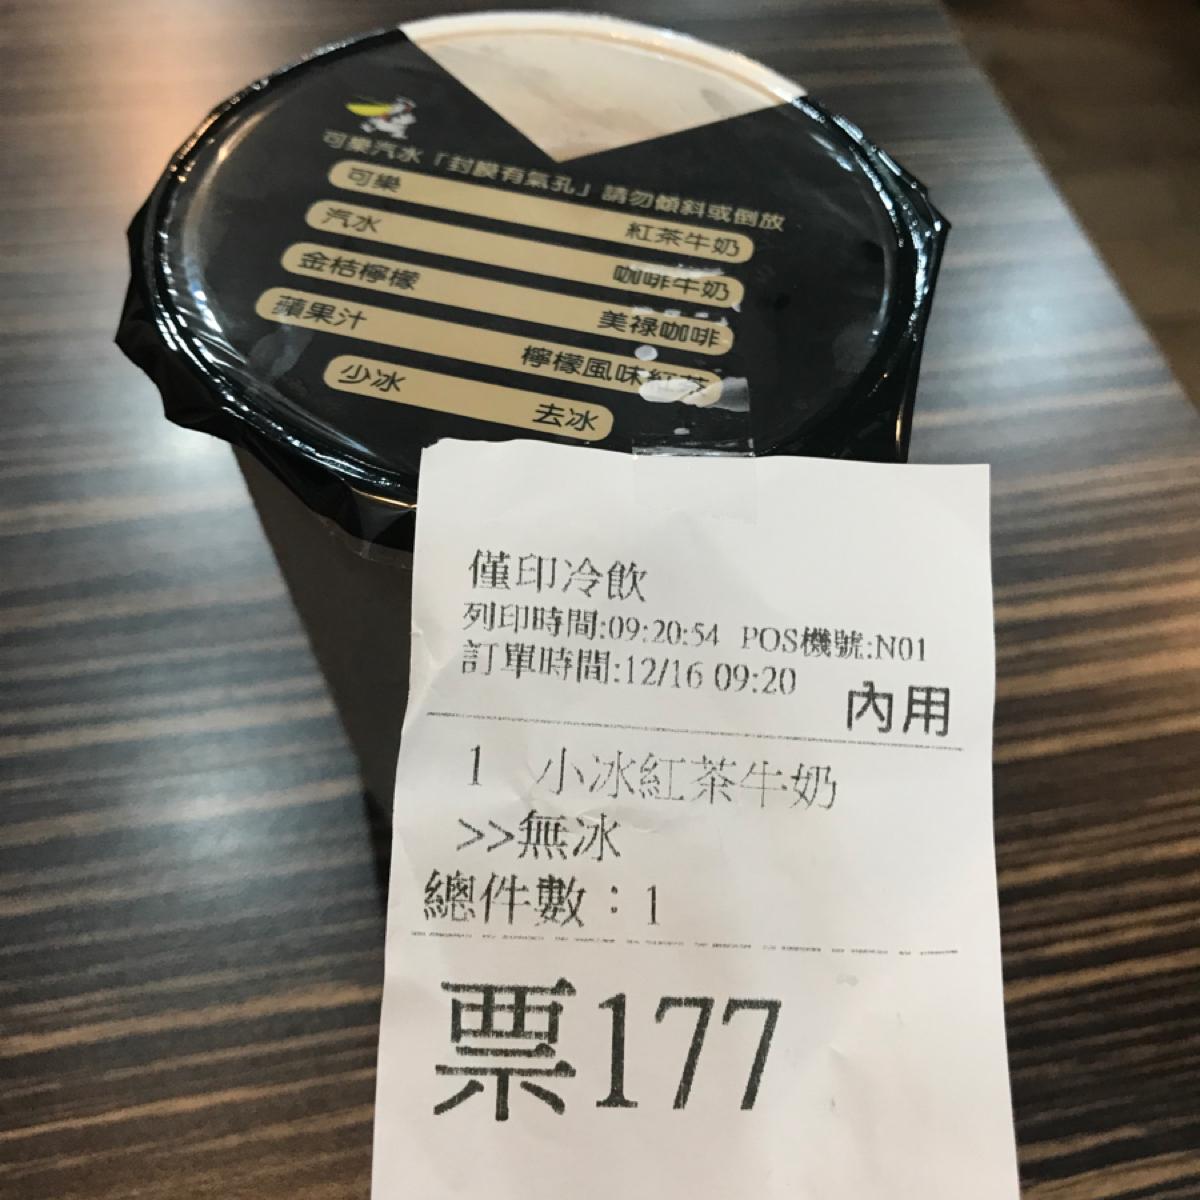 可樂汽水「封膜有氣孔」請勿傾斜或倒放
可樂 紅茶牛奶
汽水 咖啡牛奶
金桔檸檬 美祿咖啡
蘋果汁 檸檬風味紅茶
少冰 去冰
僅印冷飲
列印時間:09:20:54 POS機號:N01
訂單時間:12/16 09:20
內用
1 小冰紅茶牛奶
>>無冰
總件數：1
票177